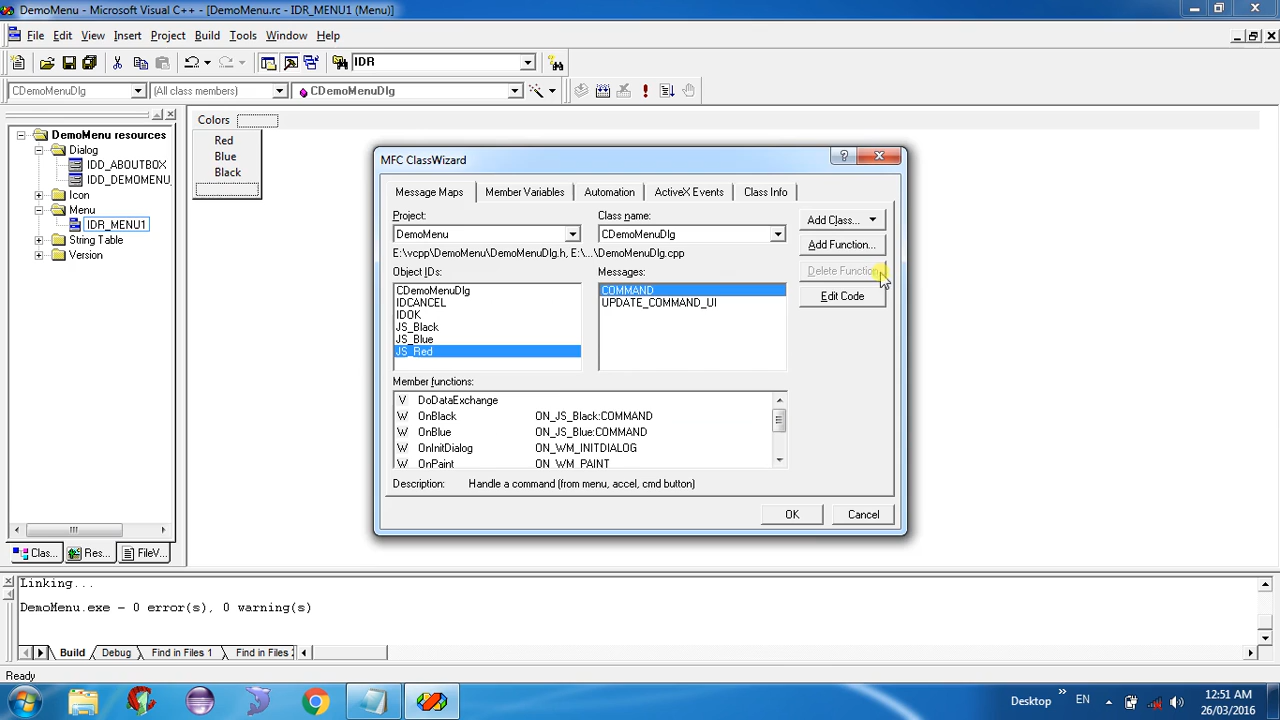 DemoMenu - Microsoft Visual C++ - [DemoMenu.rc - IDR_MENU1 (Menu)]
File Edit View Insert Project Build Tools Window Help
IDR
CDemoMenuDlg (All class members) CDemoMenuDlg
DemoMenu resources
Dialog
IDD_ABOUTBOX
IDD_DEMOMENU_
Icon
Menu
IDR_MENU1
String Table
Version
Clas... Res... FileV...
Colors
Red
Blue
Black
MFC ClassWizard
?
Message Maps Member Variables Automation ActiveX Events Class Info
Project: Class name:
DemoMenu CDemoMenuDlg
E:\vcpp\DemoMenu\DemoMenuDlg.h, E:\...\DemoMenuDlg.cpp
Object IDs: Messages:
CDemoMenuDlg
IDCANCEL
IDOK
JS_Black
JS_Blue
JS_Red
COMMAND
UPDATE_COMMAND_UI
Add Class...
Add Function...
Delete Function
Edit Code
Member functions:
V DoDataExchange
W OnBlack ON_JS_Black:COMMAND
W OnBlue ON_JS_Blue:COMMAND
W OnInitDialog ON_WM_INITDIALOG
W OnPaint ON_WM_PAINT
Description: Handle a command (from menu, accel, cmd button)
OK Cancel
Linking...
DemoMenu.exe - 0 error(s), 0 warning(s)
Build Debug Find in Files 1 Find in Files 2
Ready
Desktop EN 12:51 AM
26/03/2016